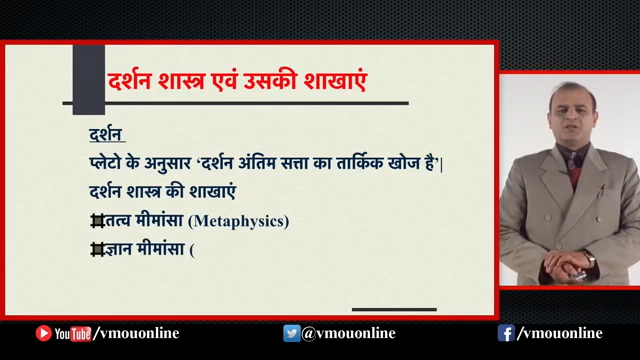 दर्शन शास्त्र एवं उसकी शाखाएं
दर्शन
प्लेटो के अनुसार ‘दर्शन अंतिम सत्ता का तार्किक खोज है’|
दर्शन शास्त्र की शाखाएं
तत्व मीमांसा (Metaphysics)
ज्ञान मीमांसा (
YouTube /vmouonline
@vmouonline
f /vmouonline